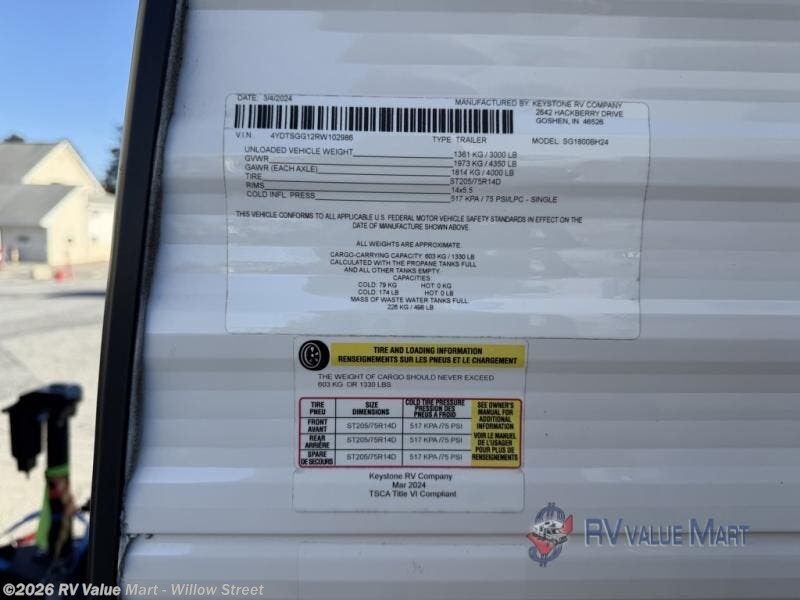 DATE: 3/4/2024
MANUFACTURED BY: KEYSTONE RV COMPANY
2642 HACKBERRY DRIVE
GOSHEN, IN 46526
V.I.N. 4YDTSGG12RW102986 TYPE: TRAILER MODEL: SG1800BH24
UNLOADED VEHICLE WEIGHT 1361 KG / 3000 LB
GVWR 1973 KG / 4350 LB
GAWR (EACH AXLE) 1814 KG / 4000 LB
TIRE ST205/75R14D
RIMS 14x5.5
COLD INFL. PRESS 517 KPA / 75 PSI/LPC - SINGLE
THIS VEHICLE CONFORMS TO ALL APPLICABLE U.S. FEDERAL MOTOR VEHICLE SAFETY STANDARDS IN EFFECT ON THE
DATE OF MANUFACTURE SHOWN ABOVE.
ALL WEIGHTS ARE APPROXIMATE
CARGO-CARRYING CAPACITY: 603 KG / 1330 LB
CALCULATED WITH THE PROPANE TANKS FULL
AND ALL OTHER TANKS EMPTY.
CAPACITIES:
COLD: 79 KG HOT: 0 KG
COLD: 174 LB HOT: 0 LB
MASS OF WASTE WATER TANKS FULL
226 KG / 498 LB
TIRE AND LOADING INFORMATION
RENSEIGNEMENTS SUR LES PNEUS ET LE CHARGEMENT
THE WEIGHT OF CARGO SHOULD NEVER EXCEED
603 KG OR 1330 LBS.
TIRE
PNEU
SIZE
DIMENSIONS
COLD TIRE PRESSURE
PRESSION DES
PNEUS A FROID
SEE OWNER'S
MANUAL FOR
ADDITIONAL
INFORMATION
VOIR LE MANUEL
DE L'USAGER
POUR PLUS DE
RENSEIGNEMENTS
FRONT
AVANT
ST205/75R14D 517 KPA /75 PSI
REAR
ARRIÈRE
ST205/75R14D 517 KPA /75 PSI
SPARE
DE SECOURS
ST205/75R14D 517 KPA /75 PSI
Keystone RV Company
Mar 2024
TSCA Title VI Compliant
RV VALUE MART
©2026 RV Value Mart - Willow Street